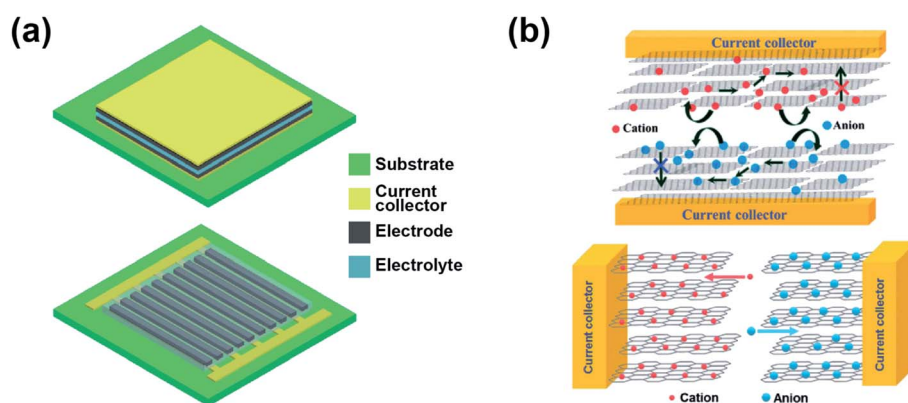 (a)
Substrate
Current
collector
Electrode
Electrolyte
(b)
Current collector
Cation
Anion
Current collector
Current collector
Current collector
Cation
Anion